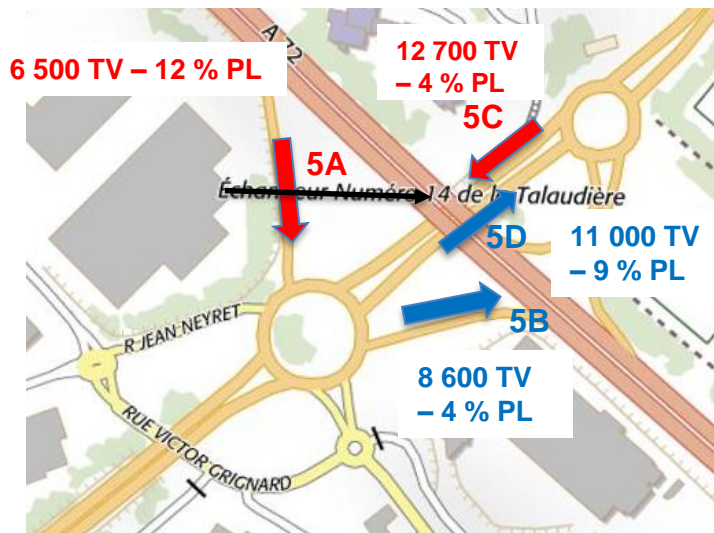 A 72
6 500 TV – 12 % PL
12 700 TV
– 4 % PL
5C
5A
Échangeur Numéro 14 de la Talaudière
5D
11 000 TV
– 9 % PL
5B
R JEAN NEYRET
8 600 TV
– 4 % PL
RUE VICTOR GRIGNARD